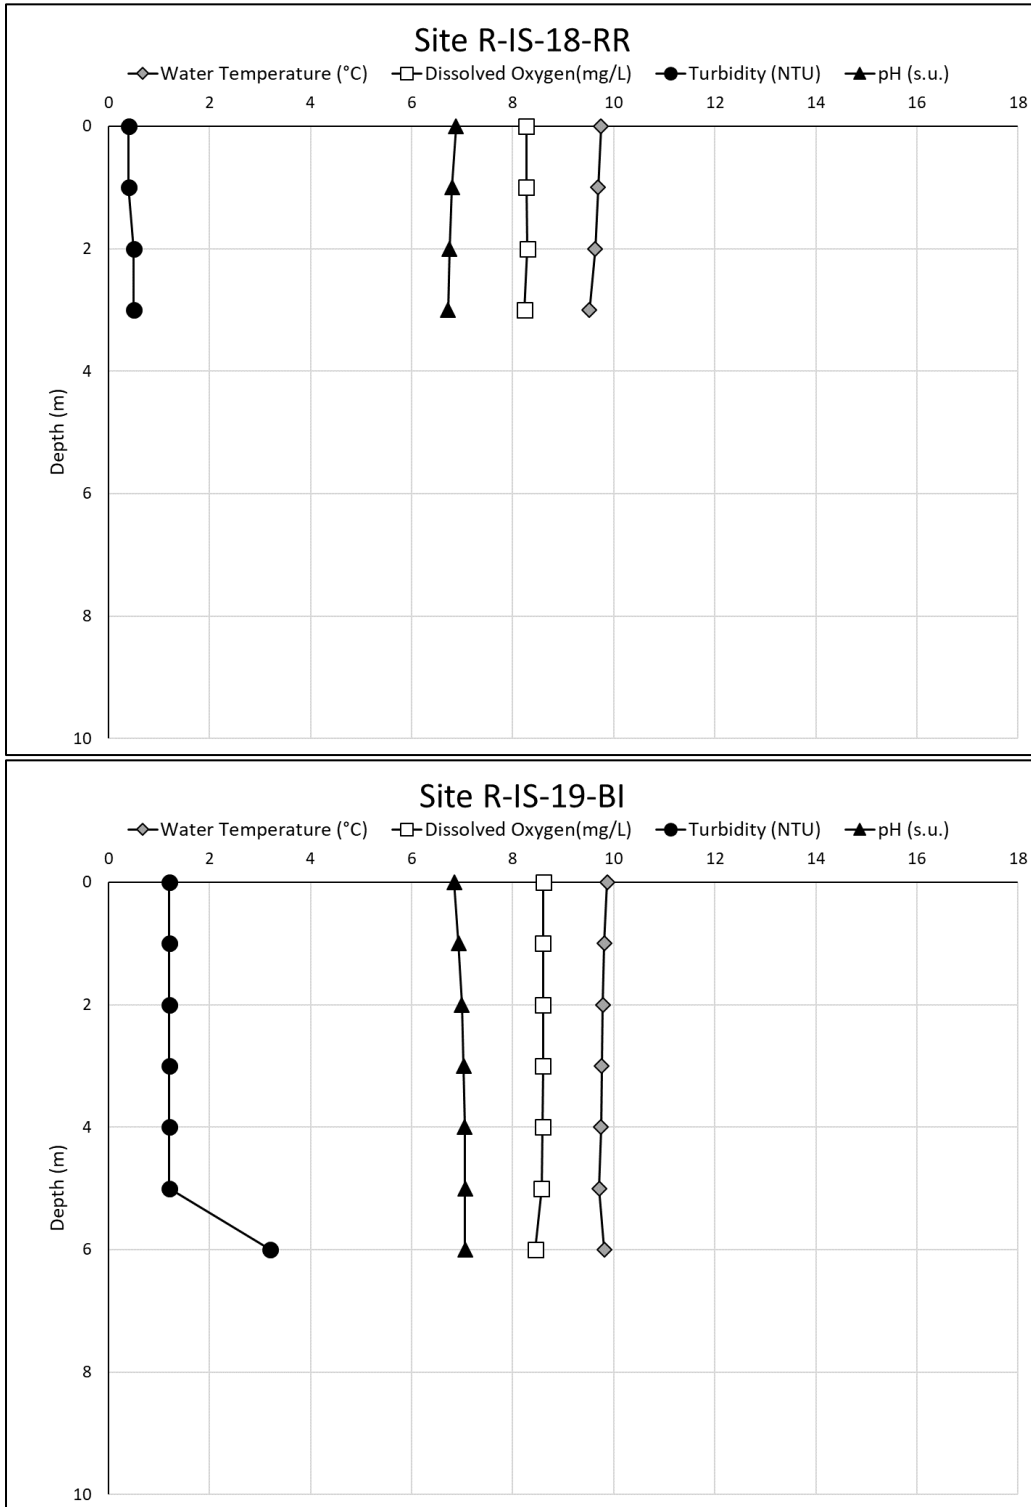 Site R-IS-18-RR
Water Temperature (°C) Dissolved Oxygen(mg/L) Turbidity (NTU) pH (s.u.)
0 2 4 6 8 10 12 14 16 18
0
2
4
6
8
10
Depth (m)
Site R-IS-19-BI
Water Temperature (°C) Dissolved Oxygen(mg/L) Turbidity (NTU) pH (s.u.)
0 2 4 6 8 10 12 14 16 18
0
2
4
6
8
10
Depth (m)